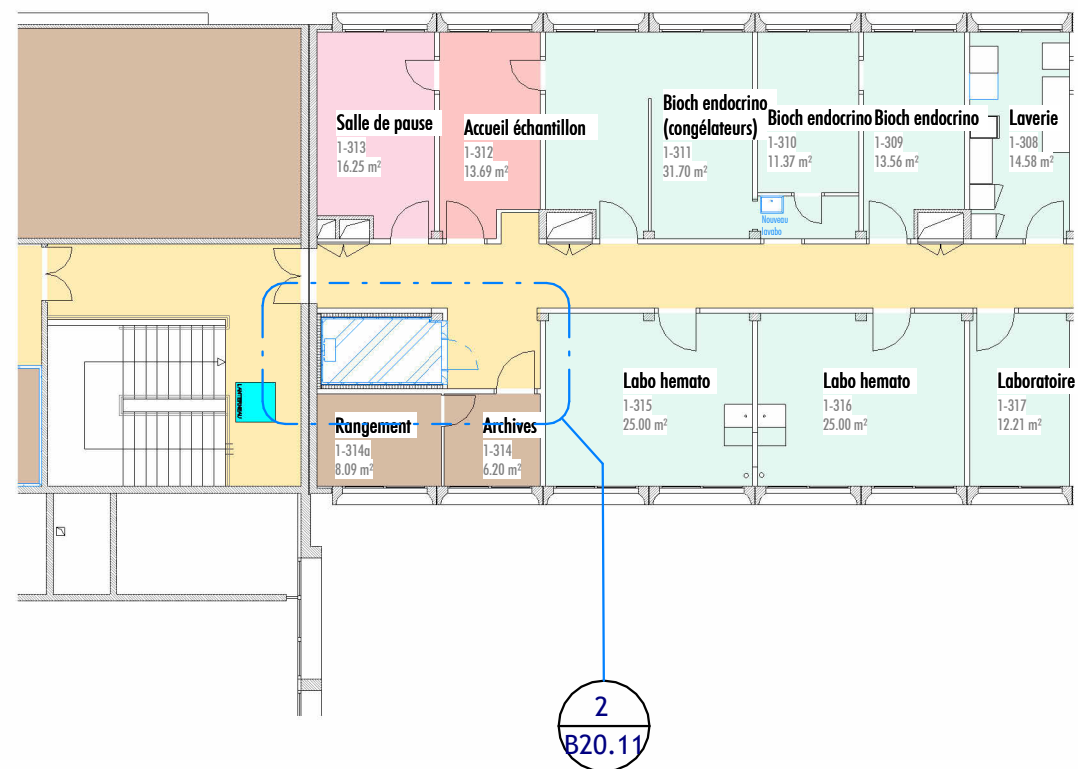 Salle de pause
1-313
16.25 m²
Accueil échantillon
1-312
13.69 m²
Bioch endocrino
(congélateurs)
1-311
31.70 m²
Bioch endocrino
1-310
11.37 m²
Nouveau
lavabo
Bioch endocrino
1-309
13.56 m²
Laverie
1-308
14.58 m²
LANTERNEAU
Rangement
1-314a
8.09 m²
Archives
1-314
6.20 m²
Labo hemato
1-315
25.00 m²
Labo hemato
1-316
25.00 m²
Laboratoire
1-317
12.21 m²
2
B20.11